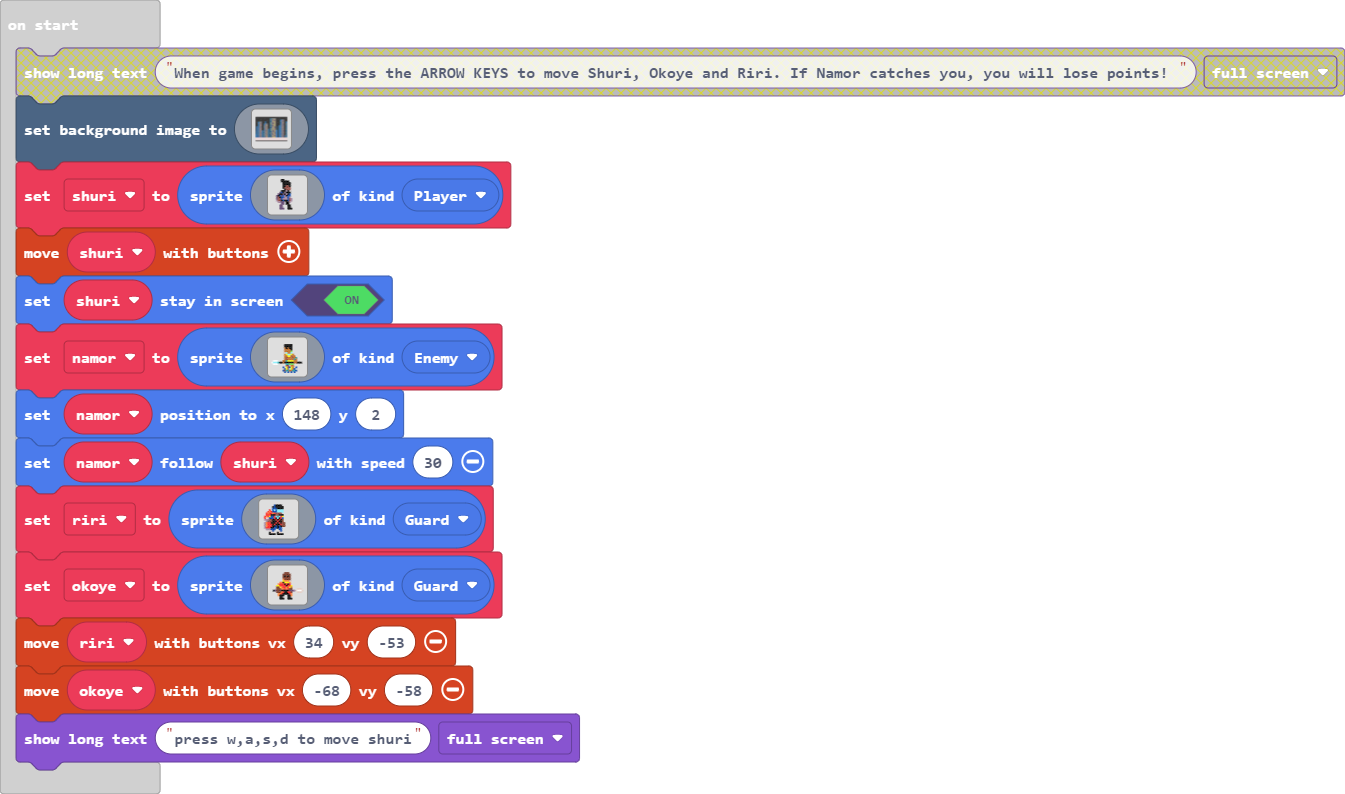 on start
show long text "When game begins, press the ARROW KEYS to move Shuri, Okoye and Riri. If Namor catches you, you will lose points! " full screen
set background image to
set shuri to sprite of kind Player
move shuri with buttons
set shuri stay in screen ON
set namor to sprite of kind Enemy
set namor position to x 148 y 2
set namor follow shuri with speed 30
set riri to sprite of kind Guard
set okoye to sprite of kind Guard
move riri with buttons vx 34 vy -53
move okoye with buttons vx -68 vy -58
show long text "press w,a,s,d to move shuri" full screen